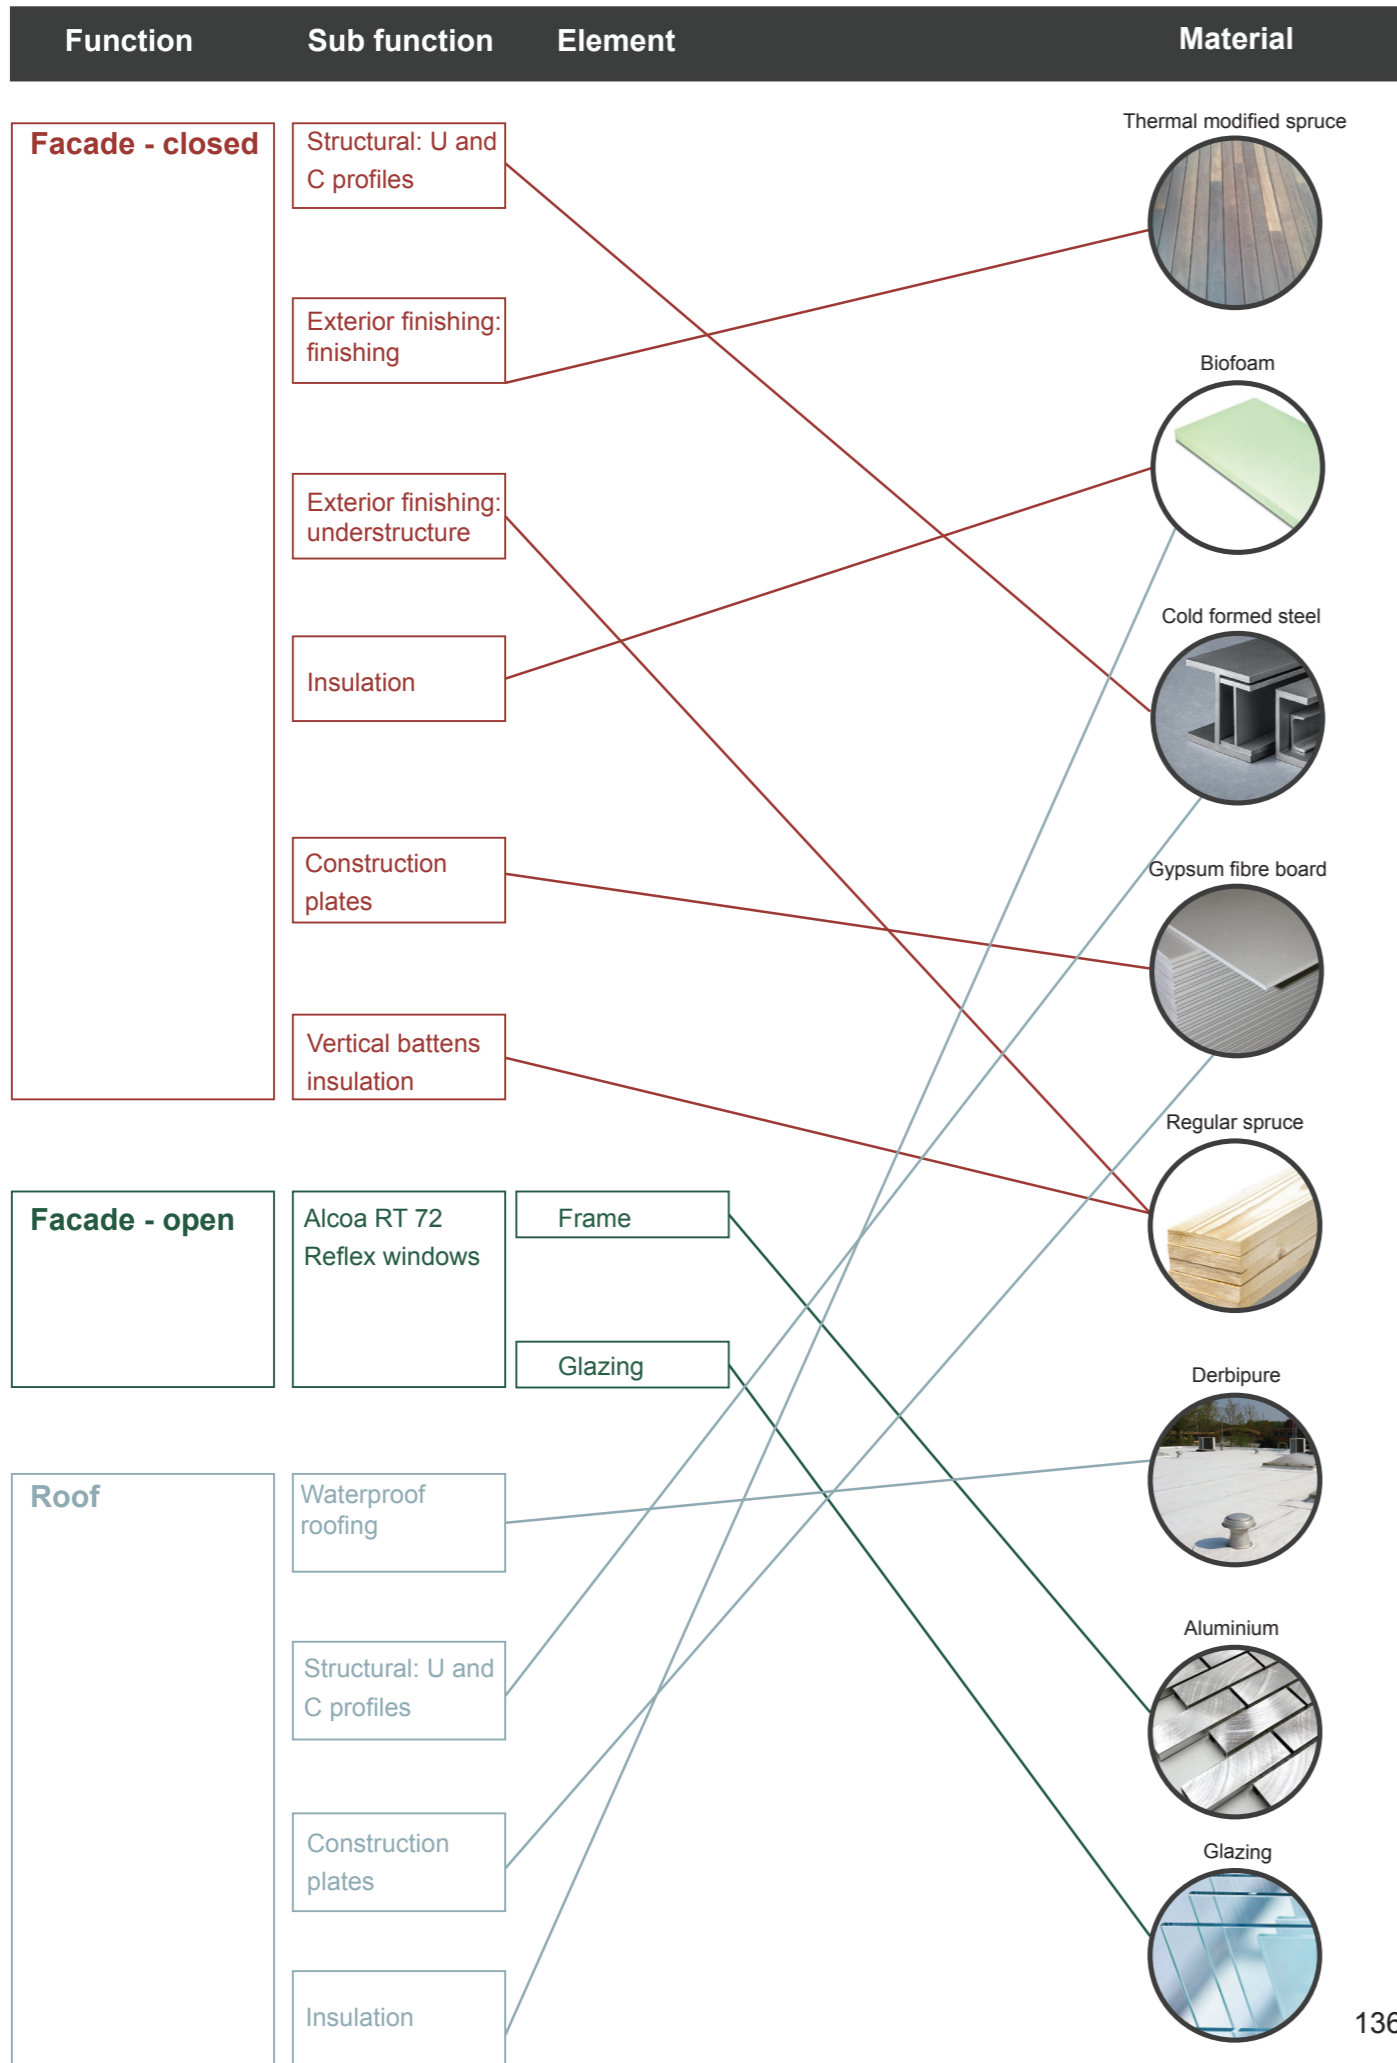 Function
Sub function
Element
Material
Facade - closed
Structural: U and
C profiles
Exterior finishing:
finishing
Exterior finishing:
understructure
Insulation
Construction
plates
Vertical battens
insulation
Facade - open
Alcoa RT 72
Reflex windows
Frame
Glazing
Roof
Waterproof
roofing
Structural: U and
C profiles
Construction
plates
Insulation
Thermal modified spruce
Biofoam
Cold formed steel
Gypsum fibre board
Regular spruce
Derbipure
Aluminium
Glazing
136